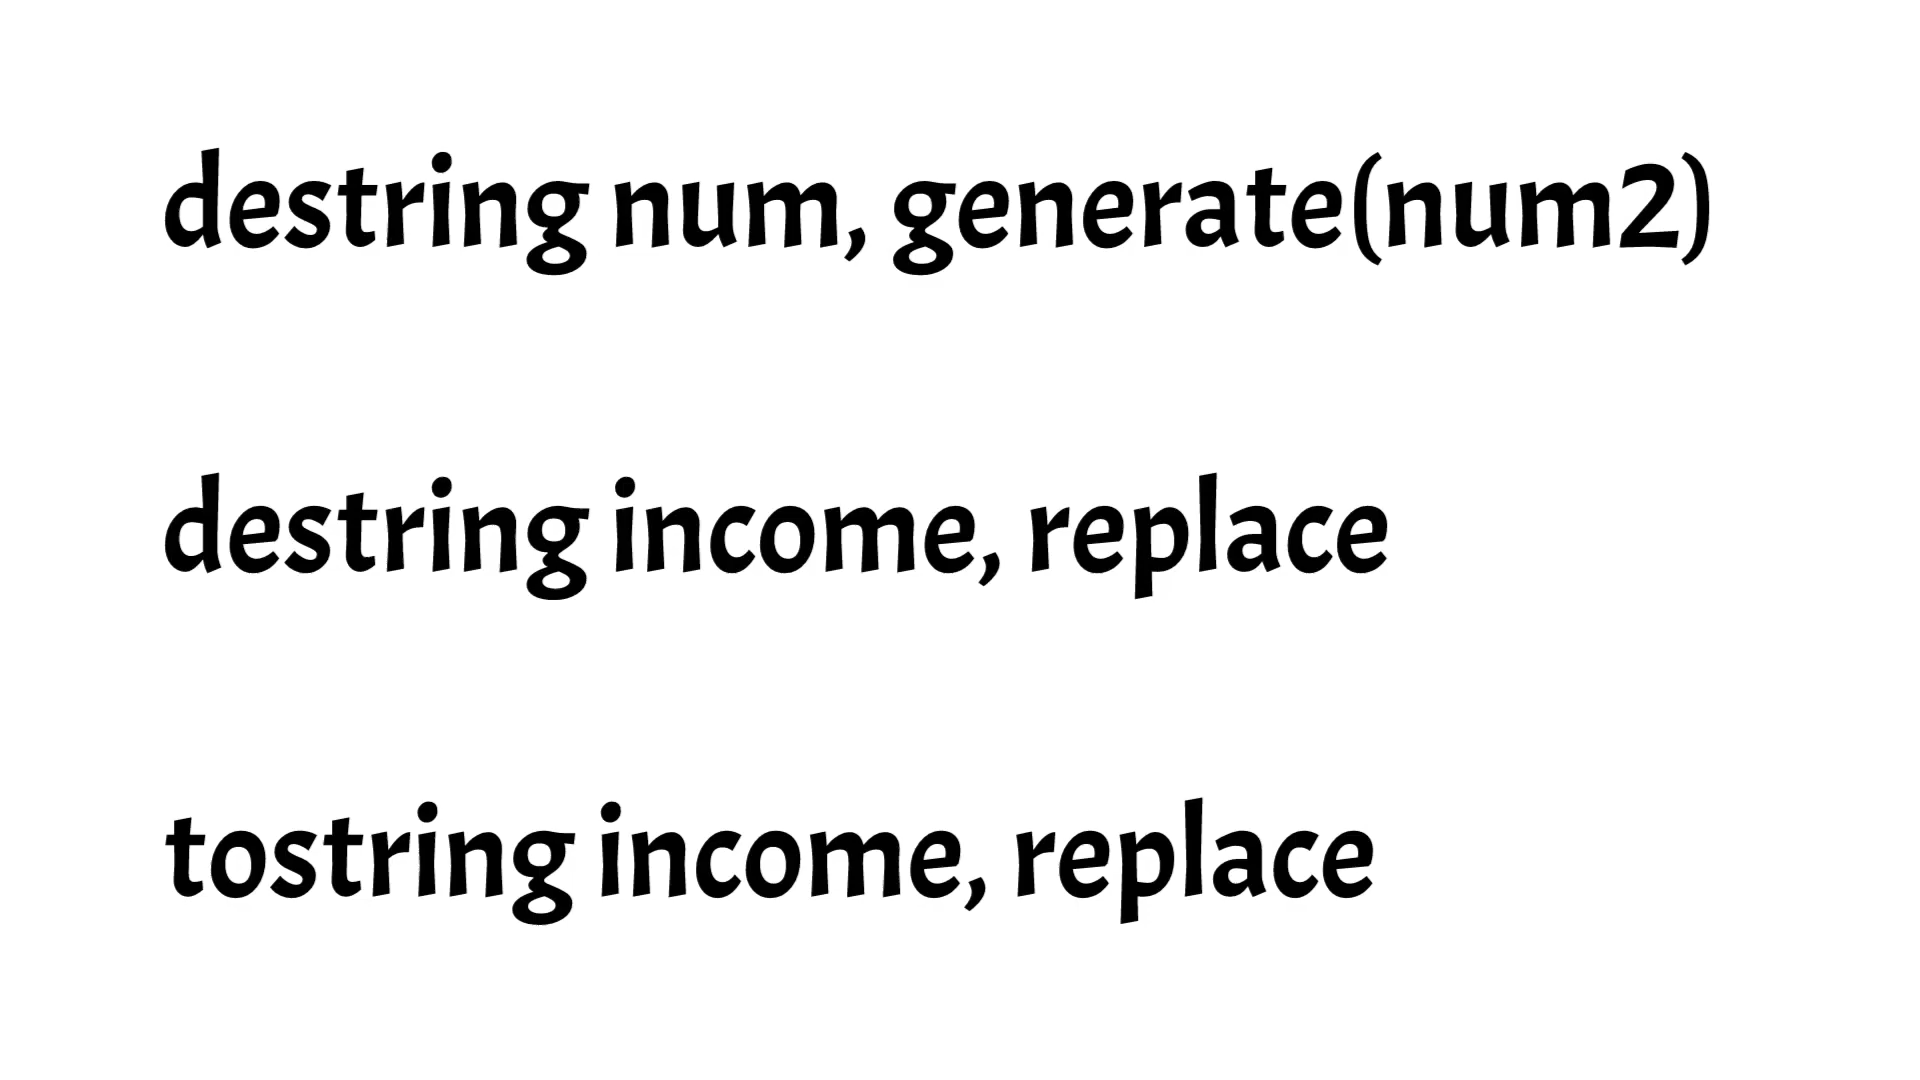 destring num, generate(num2)
destring income, replace
tostring income, replace